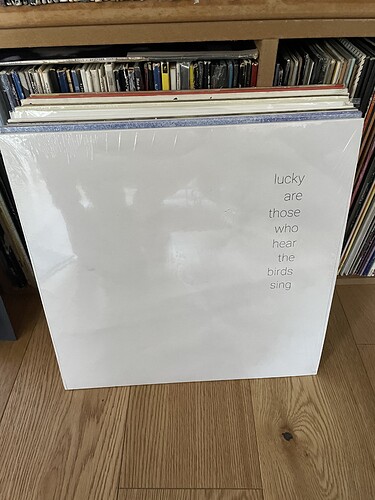 lucky
are
those
who
hear
the
birds
sing